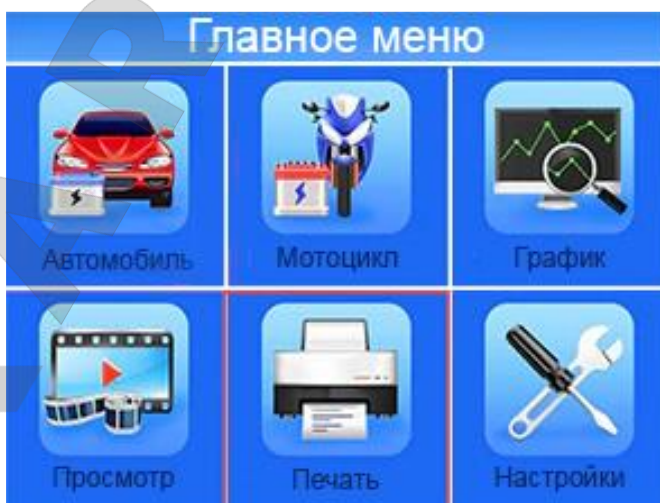 Главное меню
Автомобиль
Мотоцикл
График
Просмотр
Печать
Настройки